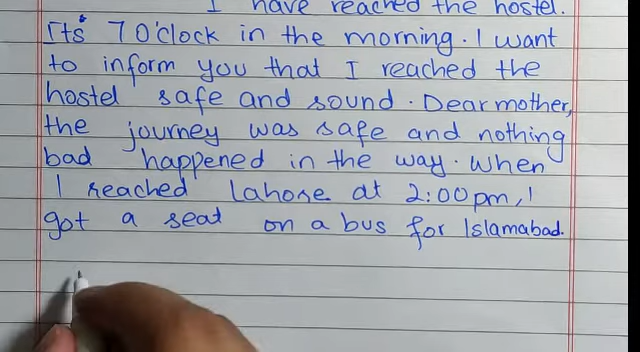 I have reached the hostel.
Its 7 O'clock in the morning. I want
to inform you that I reached the
hostel safe and sound. Dear mother,
the journey was safe and nothing
bad happened in the way. When
I reached Lahore at 2:00pm, I
got a seat on a bus for Islamabad.